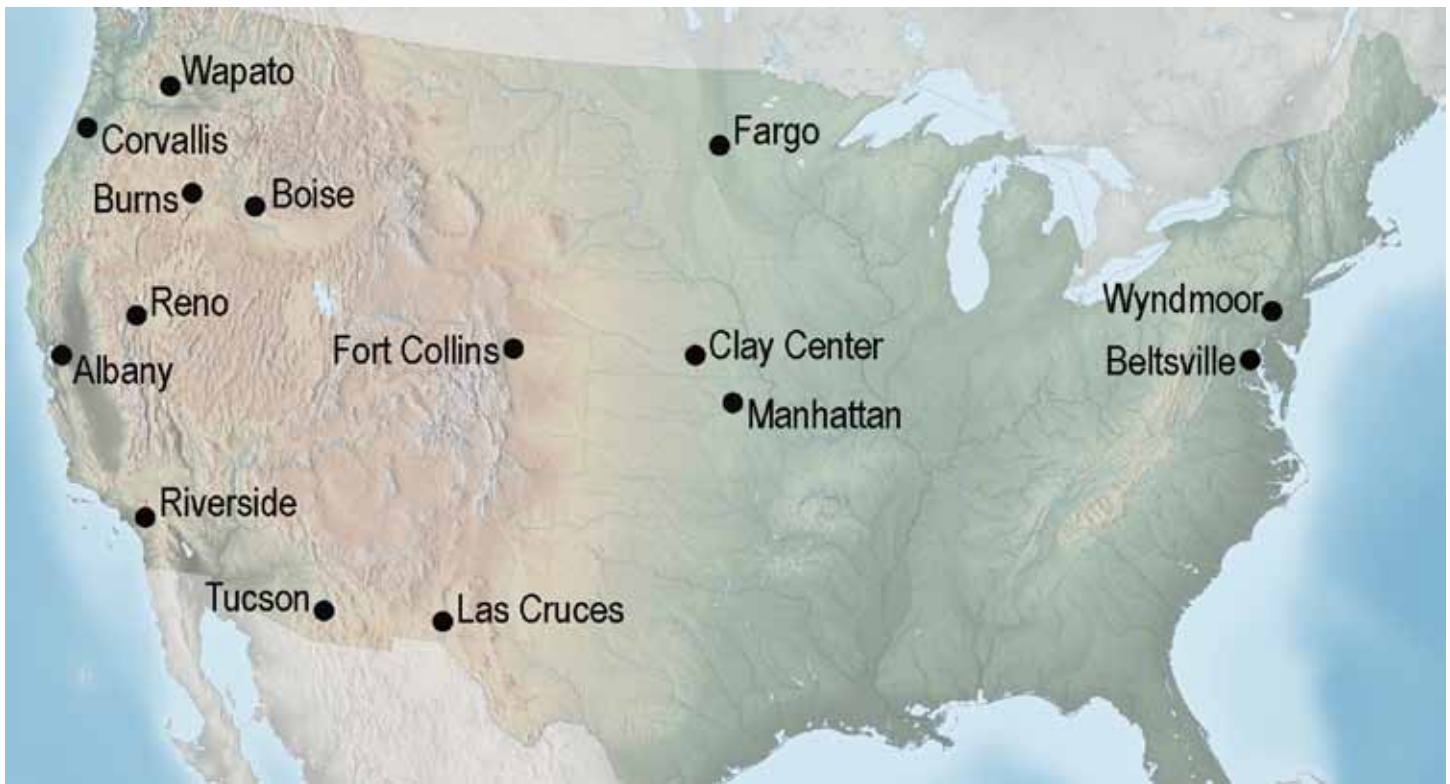 Wapato
Corvallis
Fargo
Burns
Boise
Reno
Wyndmoor
Fort Collins
Clay Center
Albany
Beltsville
Manhattan
Riverside
Tucson
Las Cruces